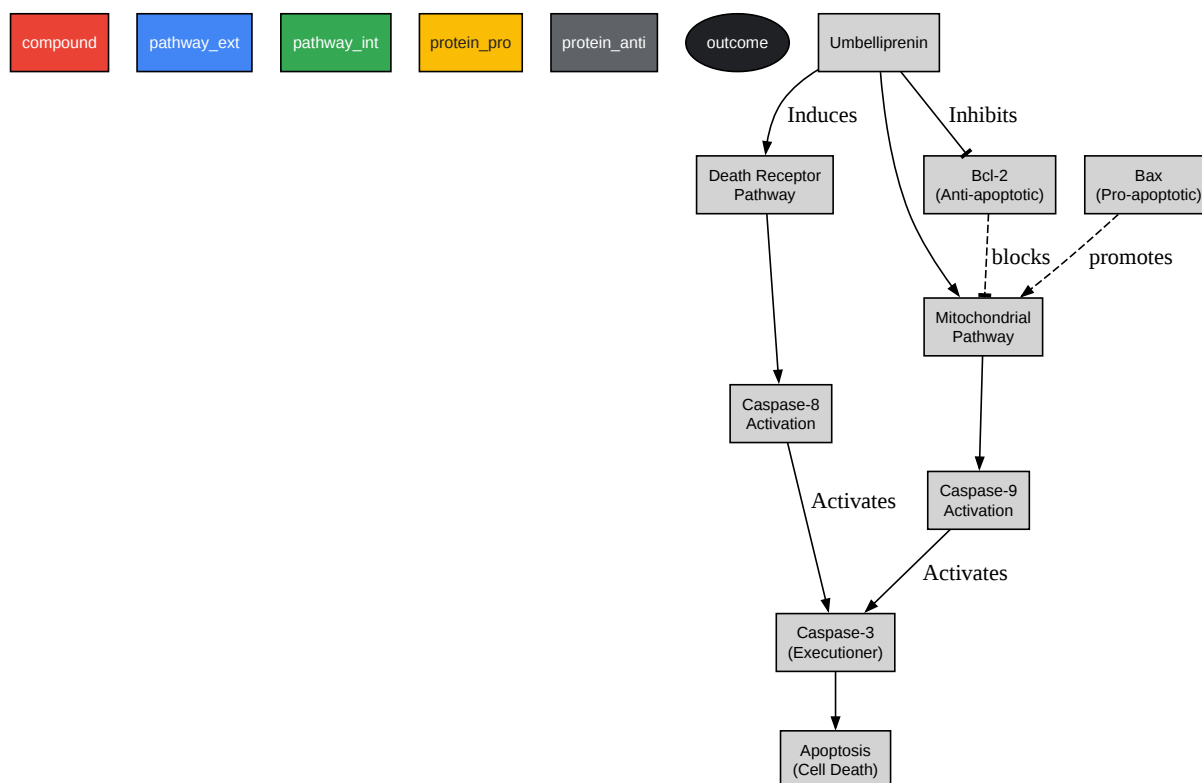 compound
pathway_ext
pathway_int
protein_pro
protein_anti
outcome
Umbelliprenin
Induces
Inhibits
Death Receptor
Pathway
Bcl-2
(Anti-apoptotic)
Bax
(Pro-apoptotic)
blocks
promotes
Mitochondrial
Pathway
Caspase-8
Activation
Caspase-9
Activation
Activates
Activates
Caspase-3
(Executioner)
Apoptosis
(Cell Death)